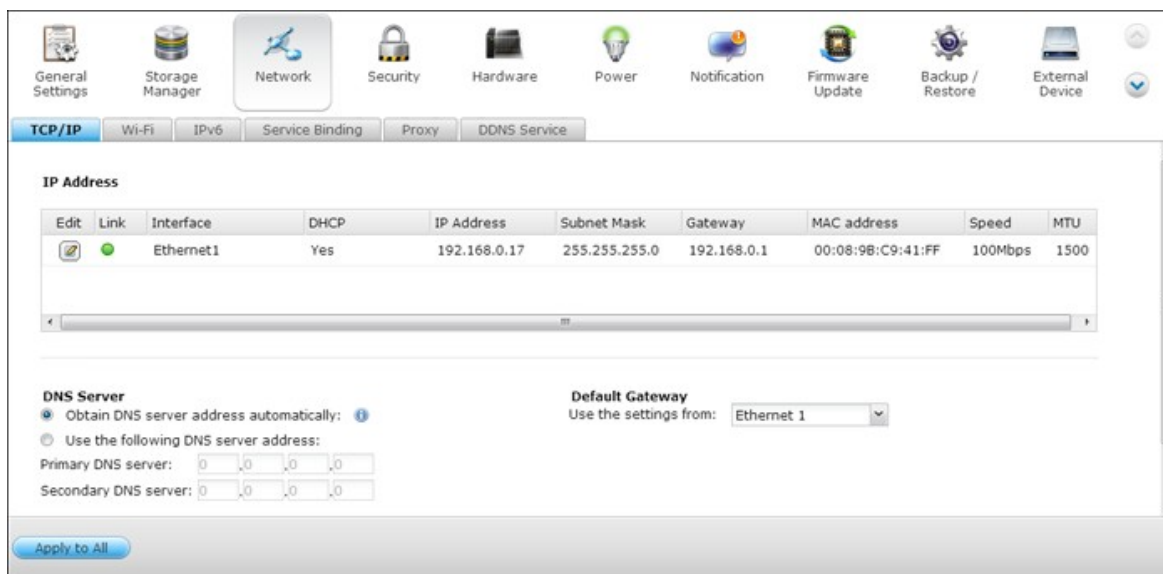 General Settings
Storage Manager
Network
Security
Hardware
Power
Notification
Firmware Update
Backup / Restore
External Device
TCP/IP Wi-Fi IPv6 Service Binding Proxy DDNS Service
IP Address
Edit Link Interface DHCP IP Address Subnet Mask Gateway MAC address Speed MTU
Ethernet1 Yes 192.168.0.17 255.255.255.0 192.168.0.1 00:08:9B:C9:41:FF 100Mbps 1500
DNS Server
Obtain DNS server address automatically:
Use the following DNS server address:
Primary DNS server: 0 .0 .0 .0
Secondary DNS server: 0 .0 .0 .0
Default Gateway
Use the settings from: Ethernet 1
Apply to All